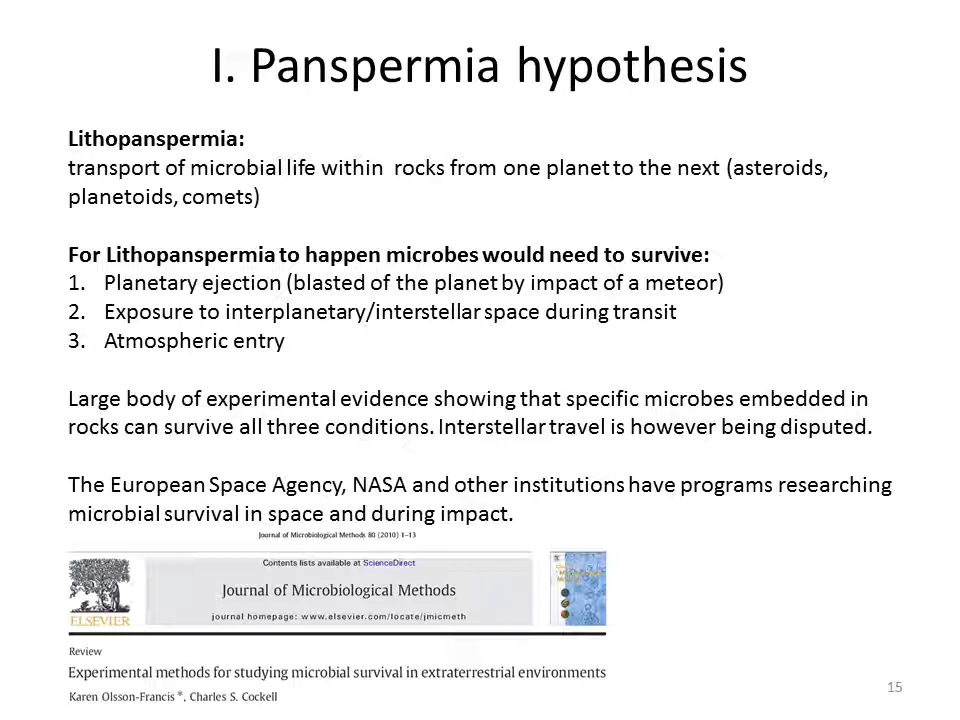 I. Panspermia hypothesis
Lithopanspermia:
transport of microbial life within rocks from one planet to the next (asteroids,
planetoids, comets)
For Lithopanspermia to happen microbes would need to survive:
1. Planetary ejection (blasted of the planet by impact of a meteor)
2. Exposure to interplanetary/interstellar space during transit
3. Atmospheric entry
Large body of experimental evidence showing that specific microbes embedded in
rocks can survive all three conditions. Interstellar travel is however being disputed.
The European Space Agency, NASA and other institutions have programs researching
microbial survival in space and during impact.
Journal of Microbiological Methods 80 (2010) 1–13
Contents lists available at ScienceDirect
Journal of Microbiological Methods
journal homepage: www.elsevier.com/locate/jmicmeth
ELSEVIER
Review
Experimental methods for studying microbial survival in extraterrestrial environments
Karen Olsson-Francis *, Charles S. Cockell
15